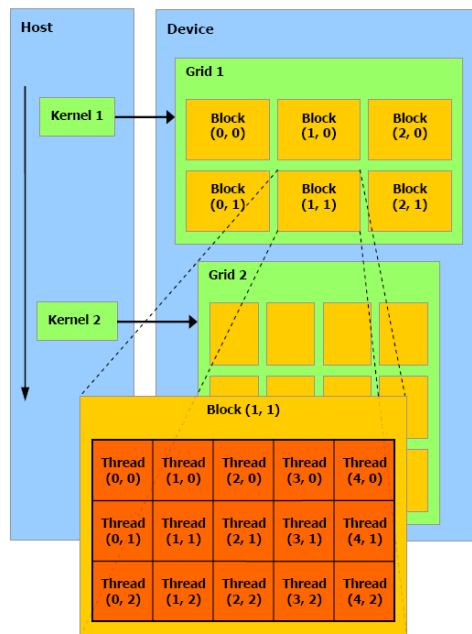 Host
Device
Grid 1
Kernel 1
Block
(0, 0)
Block
(1, 0)
Block
(2, 0)
Block
(0, 1)
Block
(1, 1)
Block
(2, 1)
Grid 2
Kernel 2
Block (1, 1)
Thread
(0, 0)
Thread
(1, 0)
Thread
(2, 0)
Thread
(3, 0)
Thread
(4, 0)
Thread
(0, 1)
Thread
(1, 1)
Thread
(2, 1)
Thread
(3, 1)
Thread
(4, 1)
Thread
(0, 2)
Thread
(1, 2)
Thread
(2, 2)
Thread
(3, 2)
Thread
(4, 2)